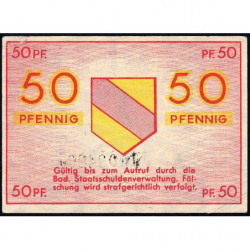 50 PF. PF. 50
50 50
PFENNIG PFENNIG
Gültig bis zum Aufruf durch die
Bad. Staatsschuldenverwaltung. Fäl-
schung wird strafgerichtlich verfolgt.
50 PF. PF. 50